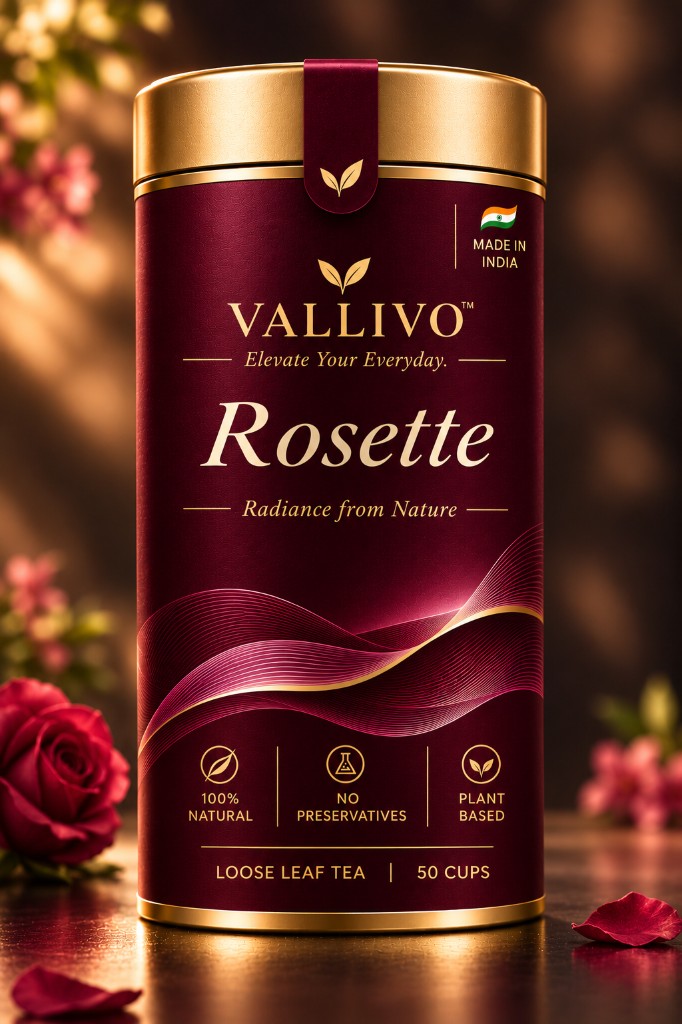 MADE IN
INDIA
VALLIVO™
Elevate Your Everyday.
Rosette
Radiance from Nature
100%
NATURAL
NO
PRESERVATIVES
PLANT
BASED
LOOSE LEAF TEA | 50 CUPS